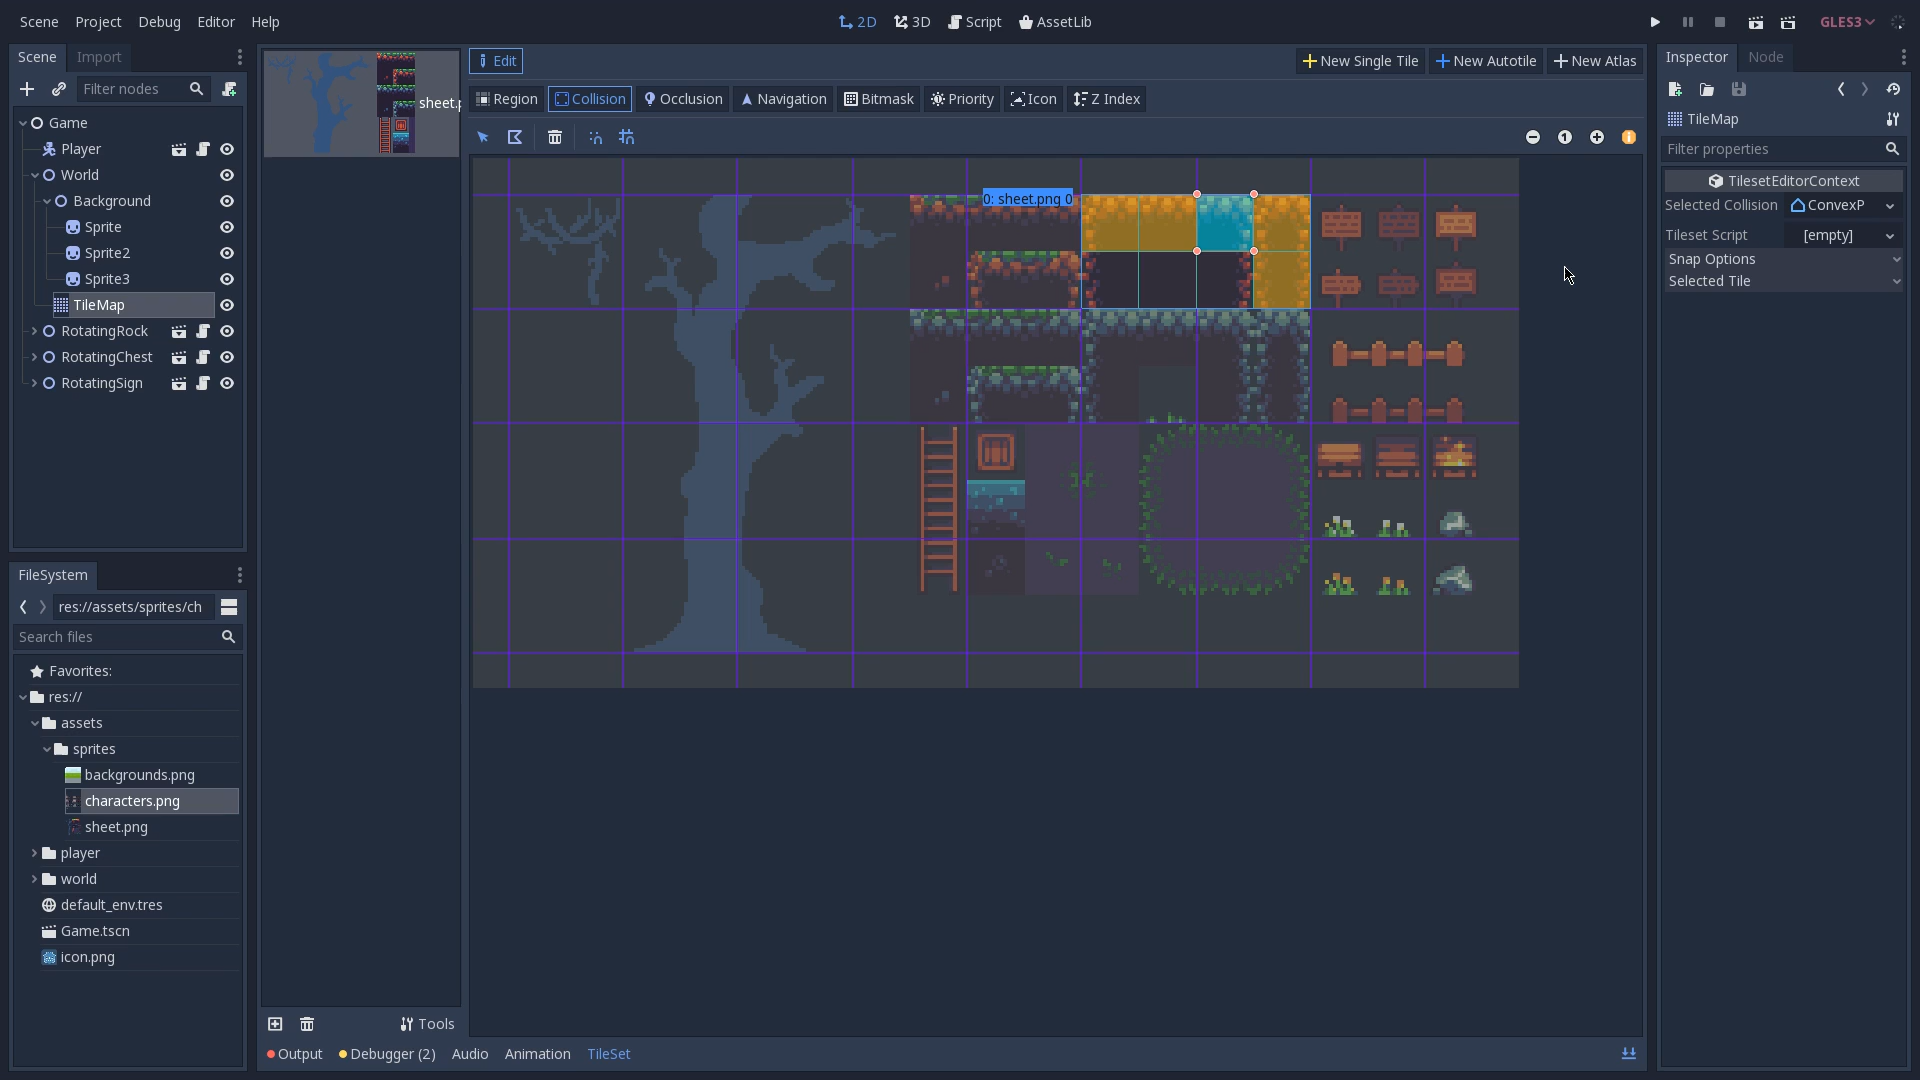 Scene Project Debug Editor Help
2D 3D Script AssetLib
GLES3
Scene Import
Filter nodes
Game
Player
World
Background
Sprite
Sprite2
Sprite3
TileMap
RotatingRock
RotatingChest
RotatingSign
FileSystem
res://assets/sprites/ch
Search files
Favorites:
res://
assets
sprites
backgrounds.png
characters.png
sheet.png
player
world
default_env.tres
Game.tscn
icon.png
sheet.p
Tools
Edit
New Single Tile New Autotile New Atlas
Region Collision Occlusion Navigation Bitmask Priority Icon Z Index
1
0: sheet.png 0
Output Debugger (2) Audio Animation TileSet
Inspector Node
TileMap
Filter properties
TilesetEditorContext
Selected Collision ConvexP
Tileset Script [empty]
Snap Options
Selected Tile